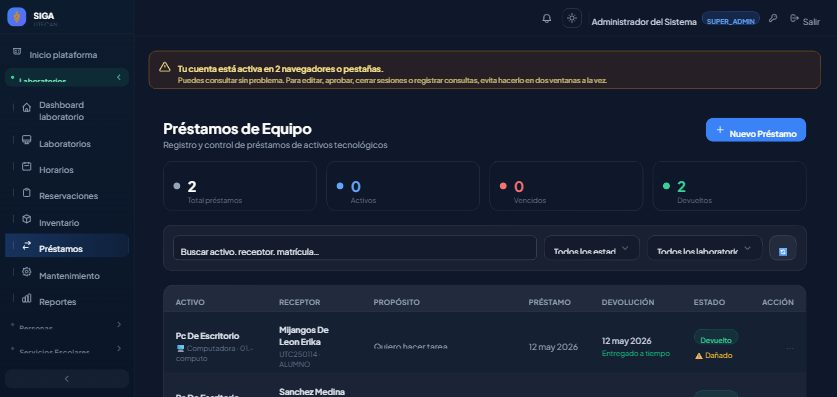 SIGA
UTECAN
Administrador del Sistema
SUPER_ADMIN
Salir
Inicio plataforma
Laboratorios
Dashboard
laboratorio
Laboratorios
Horarios
Reservaciones
Inventario
Préstamos
Mantenimiento
Reportes
Personas
Servicios Escolares
Tu cuenta está activa en 2 navegadores o pestañas.
Puedes consultar sin problema. Para editar, aprobar, cerrar sesiones o registrar consultas, evita hacerlo en dos ventanas a la vez.
Préstamos de Equipo
Registro y control de préstamos de activos tecnológicos
+ Nuevo Préstamo
2
Total préstamos
0
Activos
0
Vencidos
2
Devueltos
Buscar activo, receptor, matrícula...
Todos los estad
Todos los laboratoric
ACTIVO RECEPTOR PROPÓSITO PRÉSTAMO DEVOLUCIÓN ESTADO ACCIÓN
Pc De Escritorio
Computadora · 01.-
computo
Mijangos De
Leon Erika
UTC250114 ·
ALUMNO
Quiero hacer tarea
12 may 2026
12 may 2026
Entregado a tiempo
Devuelto
Dañado
...
Pc De Escritorio
Sanchez Medina